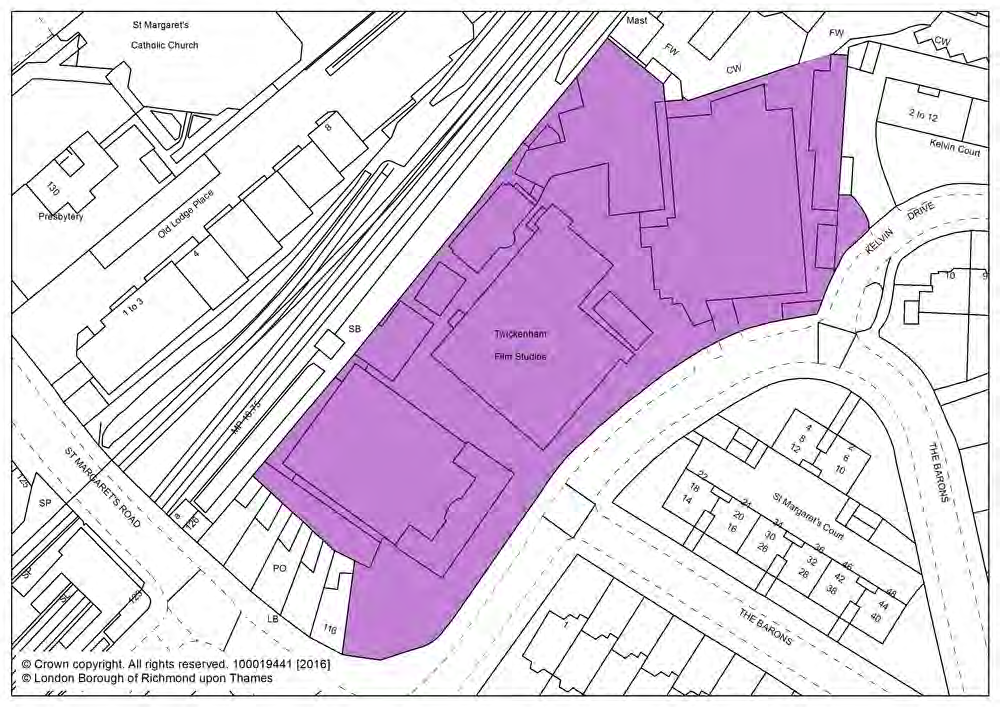 St Margaret's
Catholic Church
Mast
FW
CW
FW
CW
8
2 to 12
Kelvin Court
130
Presbytery
Old Lodge Place
4
1 to 3
KELVIN DRIVE
10
9
SB
Twickenham
Film Studios
MP 10.75
ST MARGARET'S ROAD
125
SP
126
PO
LB
116
129
THE BARONS
4
8
12
2
6
10
St Margaret's Court
22
18
14
24
20
16
34
30
26
36
32
28
46
42
38
48
44
40
THE BARONS
1
© Crown copyright. All rights reserved. 100019441 [2016]
© London Borough of Richmond upon Thames